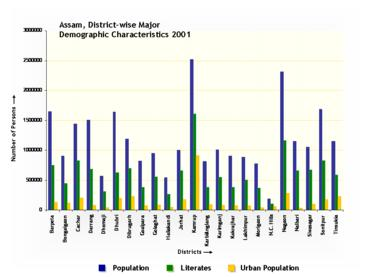 Assam, District-wise Major
Demographic Characteristics 2001
Number of Persons →
3000000
2500000
2000000
1500000
1000000
500000
0
Barpeta
Bongaigaon
Cachar
Darrang
Dhemaji
Dhubri
Dibrugarh
Goalpara
Golaghat
Hailakandi
Jorhat
Kamrup
Karbianglong
Karimganj
Kokrajhar
Lakhimpur
Morigaon
N.C. Hills
Nagaon
Nalbari
Sivasagar
Sonitpur
Tinsukia
Districts →
Population
Literates
Urban Population